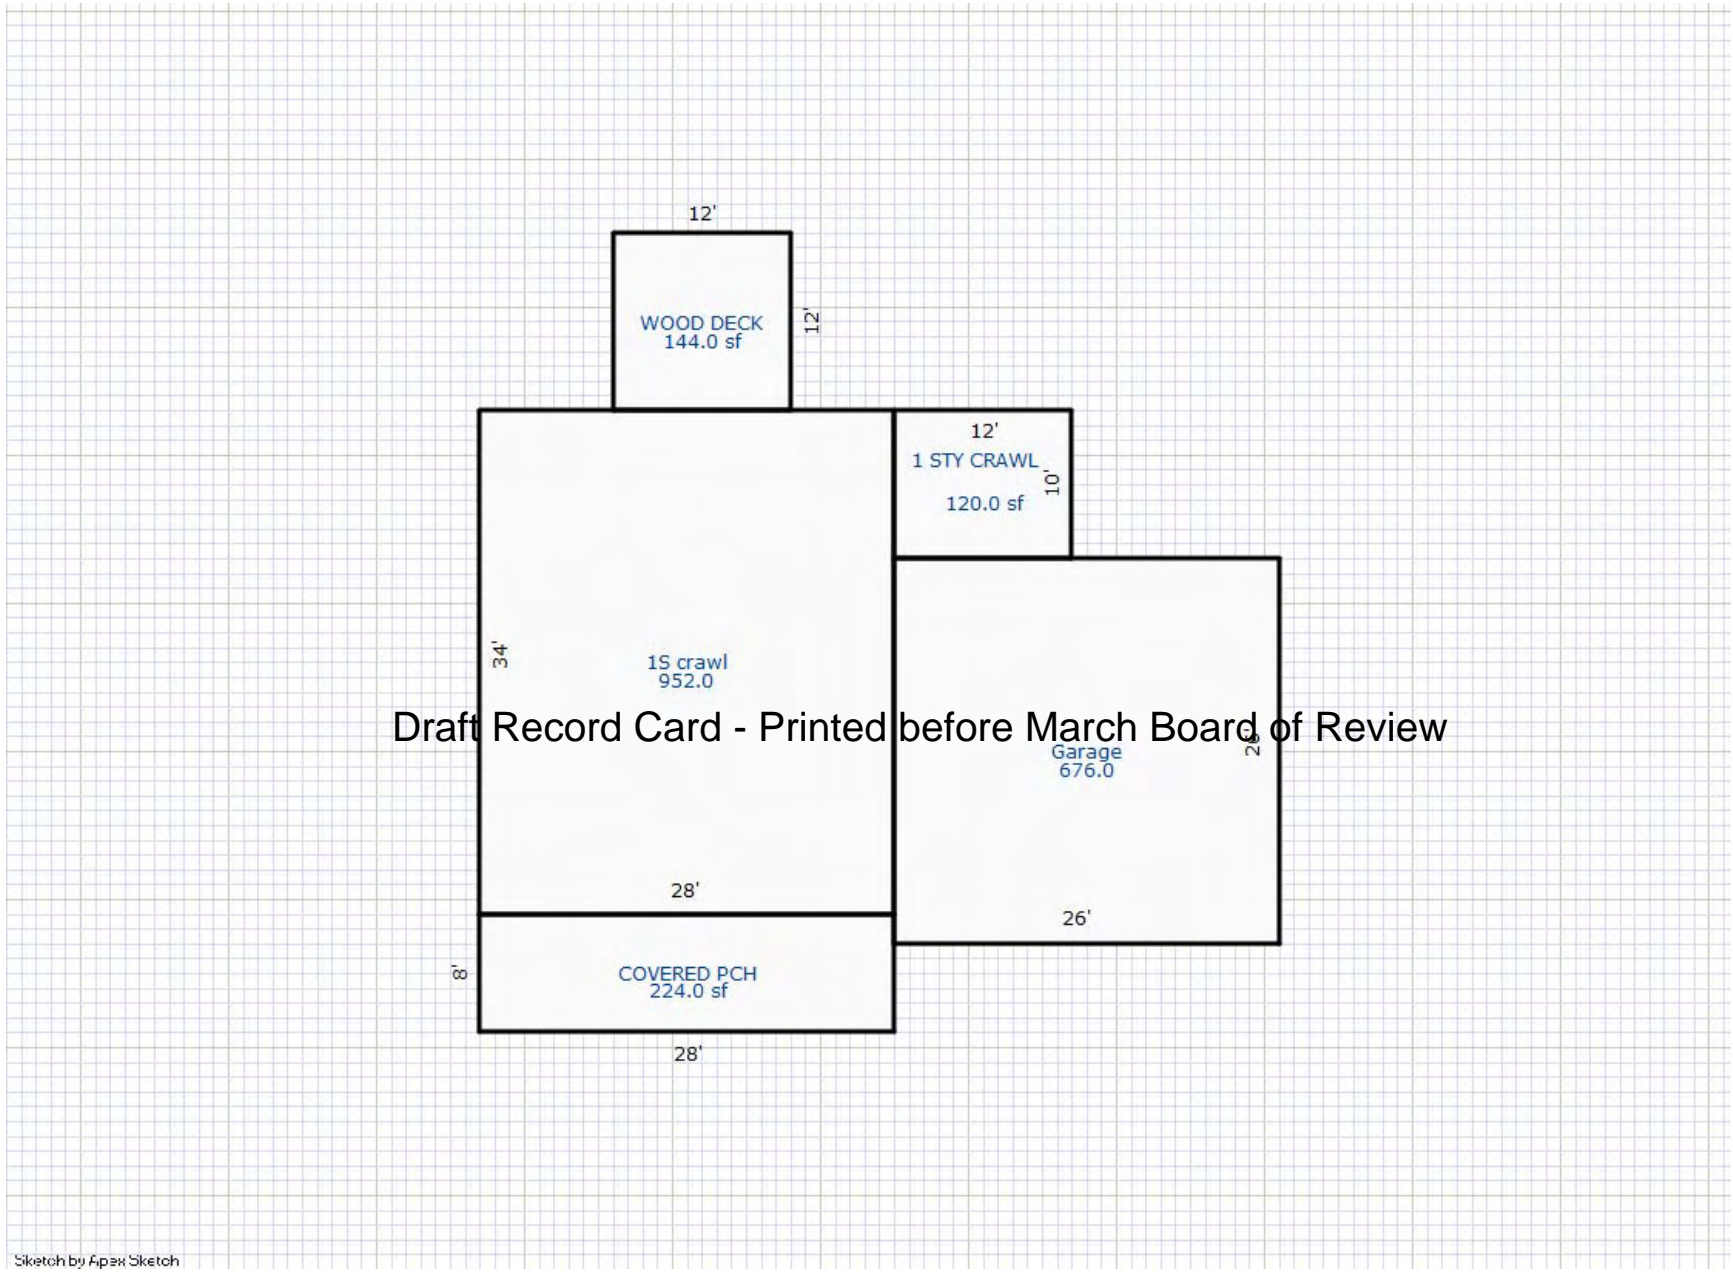 12'
WOOD DECK
144.0 sf
12'
12'
1 STY CRAWL
10'
120.0 sf
34'
1S crawl
952.0
Draft Record Card - Printed before March Board of Review
Garage
676.0
26'
28'
26'
8'
COVERED PCH
224.0 sf
28'
Sketch by Apex Sketch